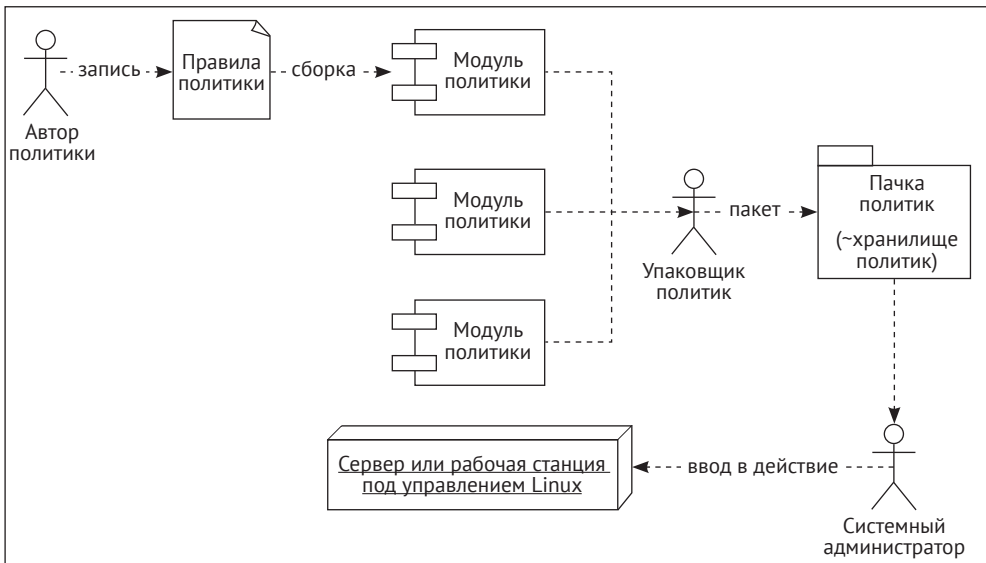 Автор
политики
запись
Правила
политики
сборка
Модуль
политики
Модуль
политики
Модуль
политики
Упаковщик
политик
пакет
Пачка
политик
(~хранилище
политик)
Системный
администратор
ввод в действие
Сервер или рабочая станция
под управлением Linux